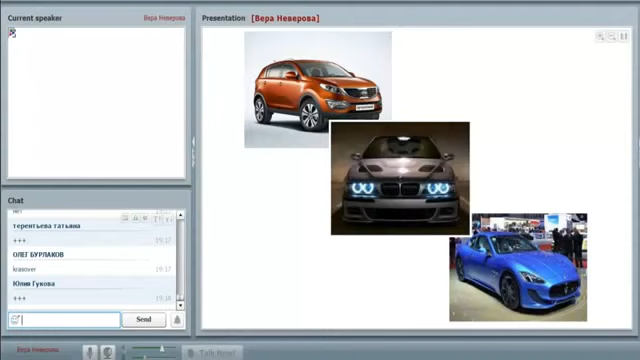 Current speaker
Вера Неверова
Presentation
[Вера Неверова]
Chat
терентьева татьяна
+++
19:17
ОЛЕГ БУРЛАКОВ
krasover
19:17
Юлия Гукова
+++
19:18
Send
Вера Неверова
Talk Now!